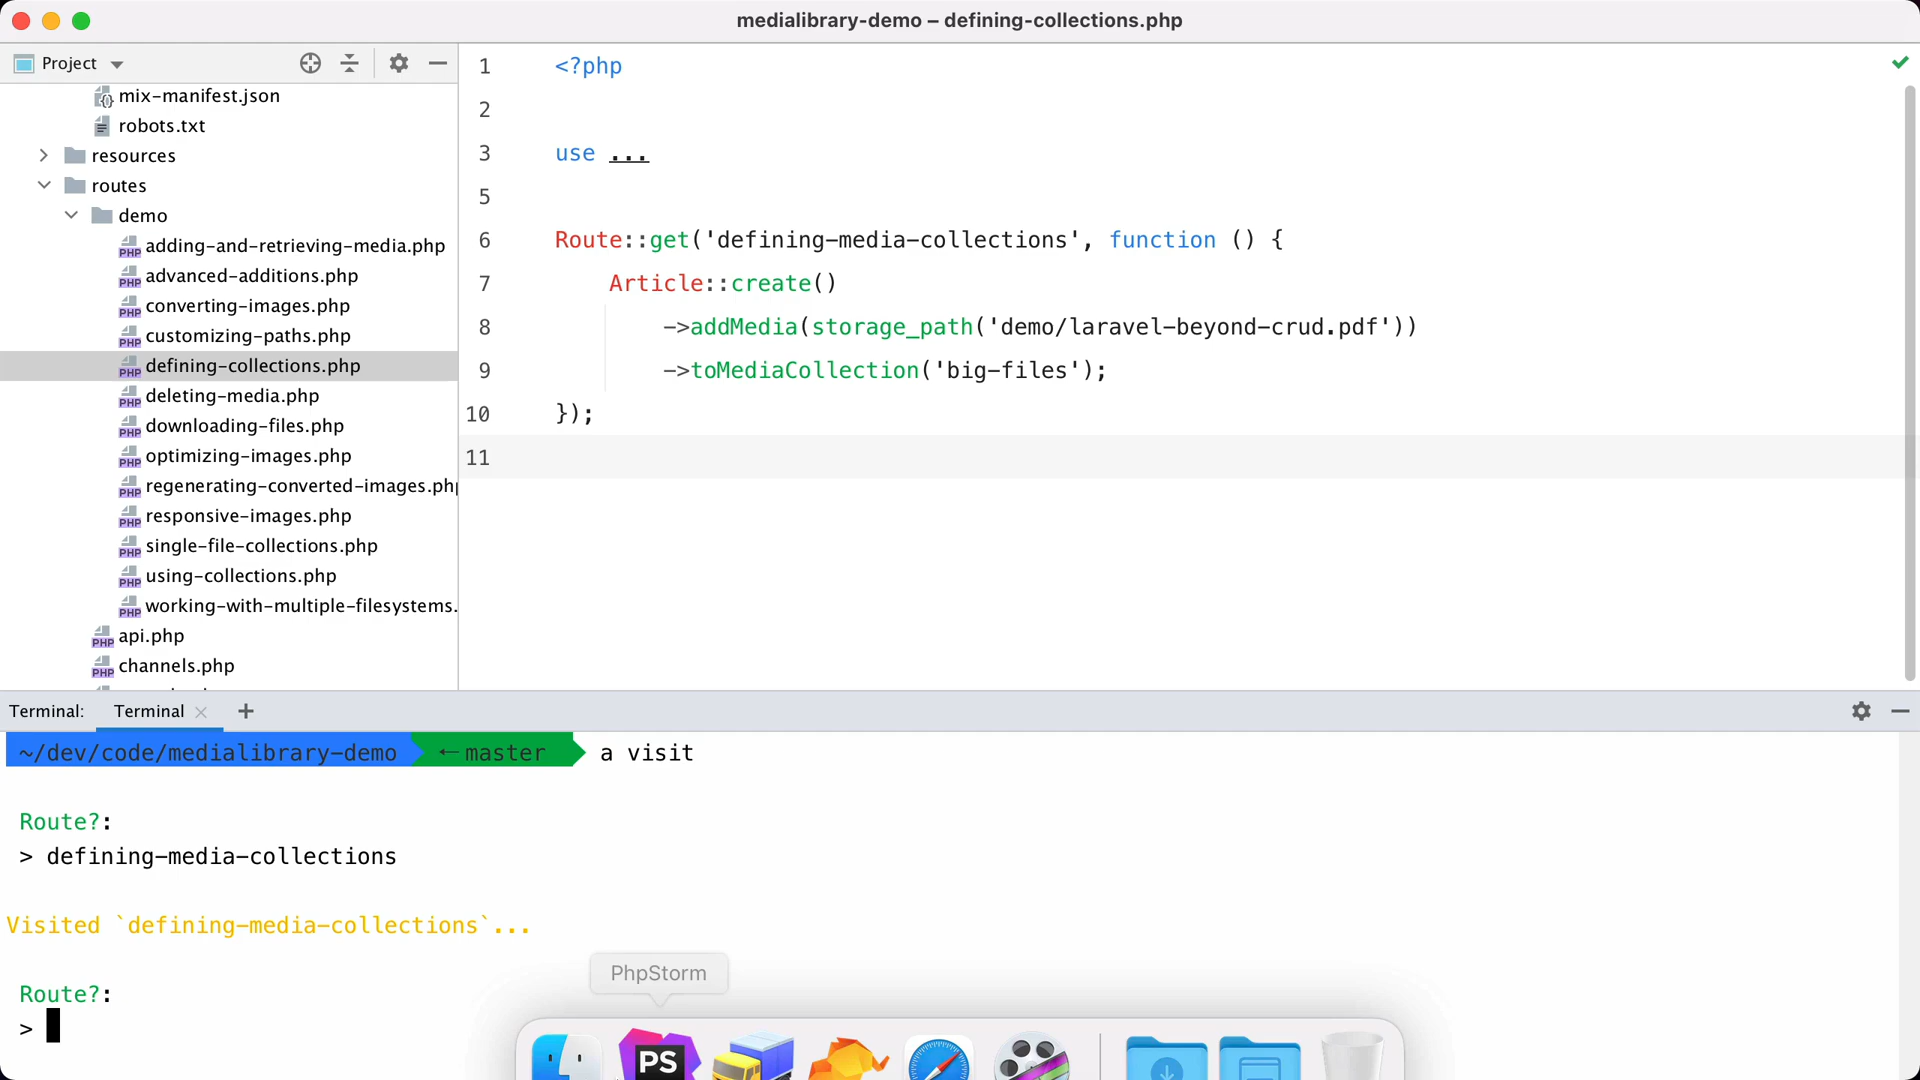 medialibrary-demo – defining-collections.php
Project
mix-manifest.json
robots.txt
resources
routes
demo
adding-and-retrieving-media.php
advanced-additions.php
converting-images.php
customizing-paths.php
defining-collections.php
deleting-media.php
downloading-files.php
optimizing-images.php
regenerating-converted-images.php
responsive-images.php
single-file-collections.php
using-collections.php
working-with-multiple-filesystems.
api.php
channels.php
1 <?php
2
3 use ...
5
6 Route::get('defining-media-collections', function () {
7 Article::create()
8 ->addMedia(storage_path('demo/laravel-beyond-crud.pdf'))
9 ->toMediaCollection('big-files');
10 });
11
Terminal: Terminal
~/dev/code/medialibrary-demo ←master a visit
Route?:
> defining-media-collections
Visited `defining-media-collections`...
Route?:
>
PhpStorm
PS